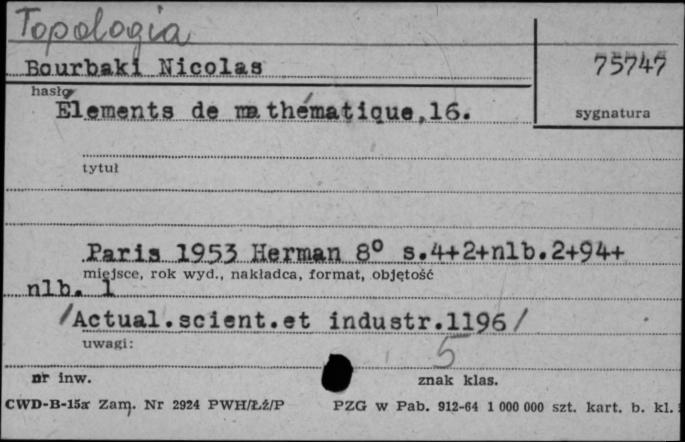 Topologia
Bourbaki Nicolas
75747
hasło
sygnatura
Elements de mathématique,16.
tytuł
Paris 1953 Herman 8° s.4+2+nlb.2+94+
miejsce, rok wyd., nakładca, format, objętość
nlb. 1
/Actual.scient.et industr.1196/
uwagi:
5
nr inw.
znak klas.
CWD-B-15a Zam. Nr 2924 PWH/Łź/P
PZG w Pab. 912-64 1 000 000 szt. kart. b. kl.